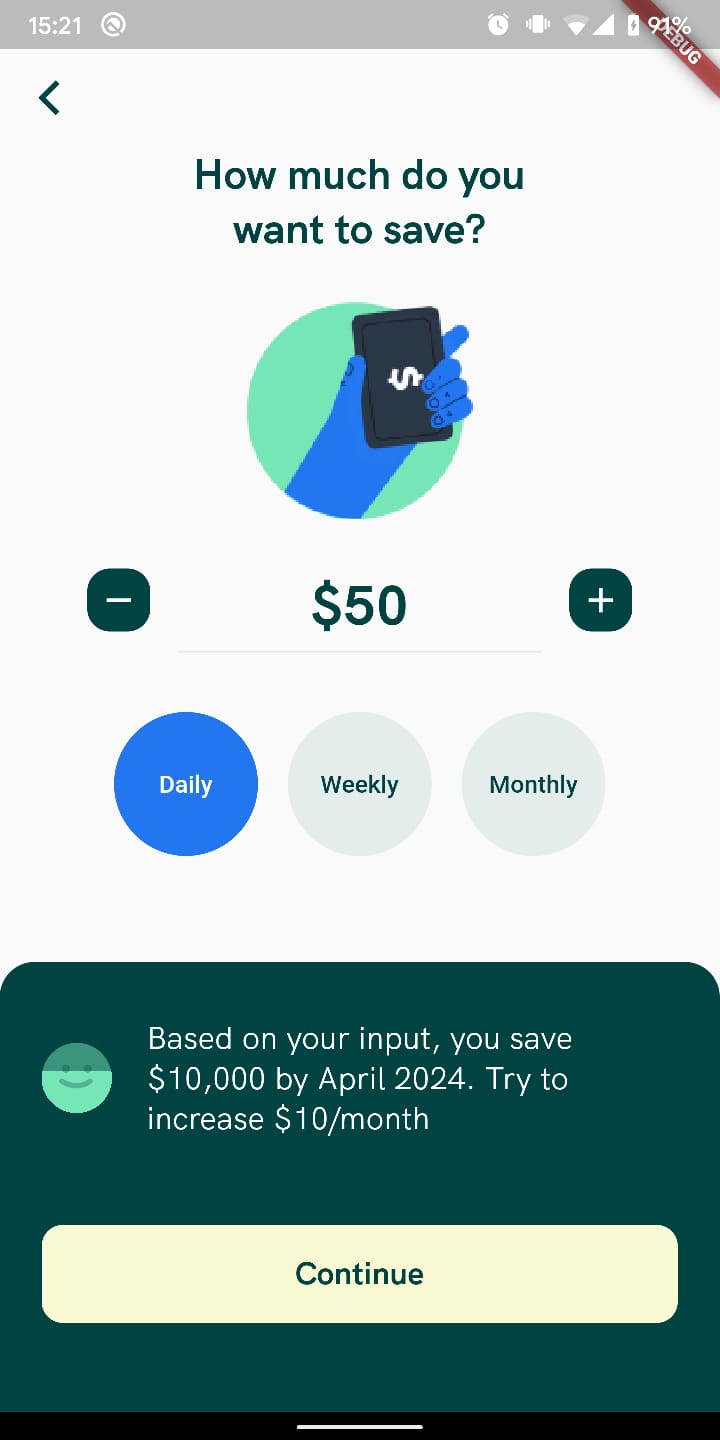 15:21
91%
DEBUG
How much do you
want to save?
$
$50
Daily
Weekly
Monthly
Based on your input, you save
$10,000 by April 2024. Try to
increase $10/month
Continue